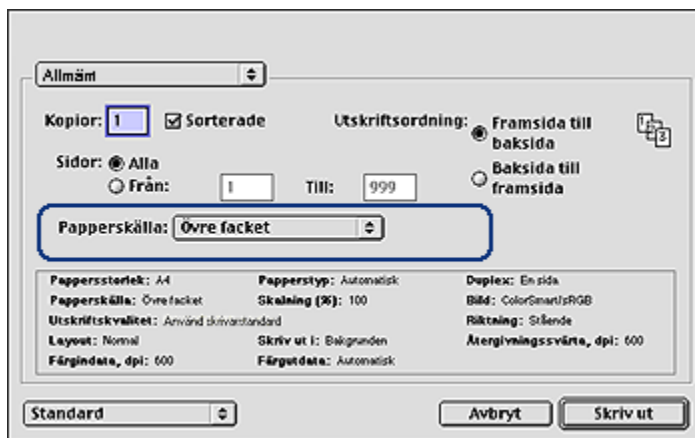 Allmänt
Kopior: 1 Sorterade Utskriftsordning: Framsida till baksida
Sidor: Alla Baksida till framsida
Från: 1 Till: 999
Papperskälla: Övre facket
Pappersstorlek: A4 Papperstyp: Automatisk Duplex: En sida
Papperskälla: Övre facket Skalning (%): 100 Bild: ColorSmart/sRGB
Utskriftskvalitet: Använd skrivarstandard Riktning: Stående
Layout: Normal Skriv ut i: Bakgrunden Återgivningssvärta, dpi: 600
Färgindata, dpi: 600 Färgutdata: Automatisk
Standard Avbryt Skriv ut